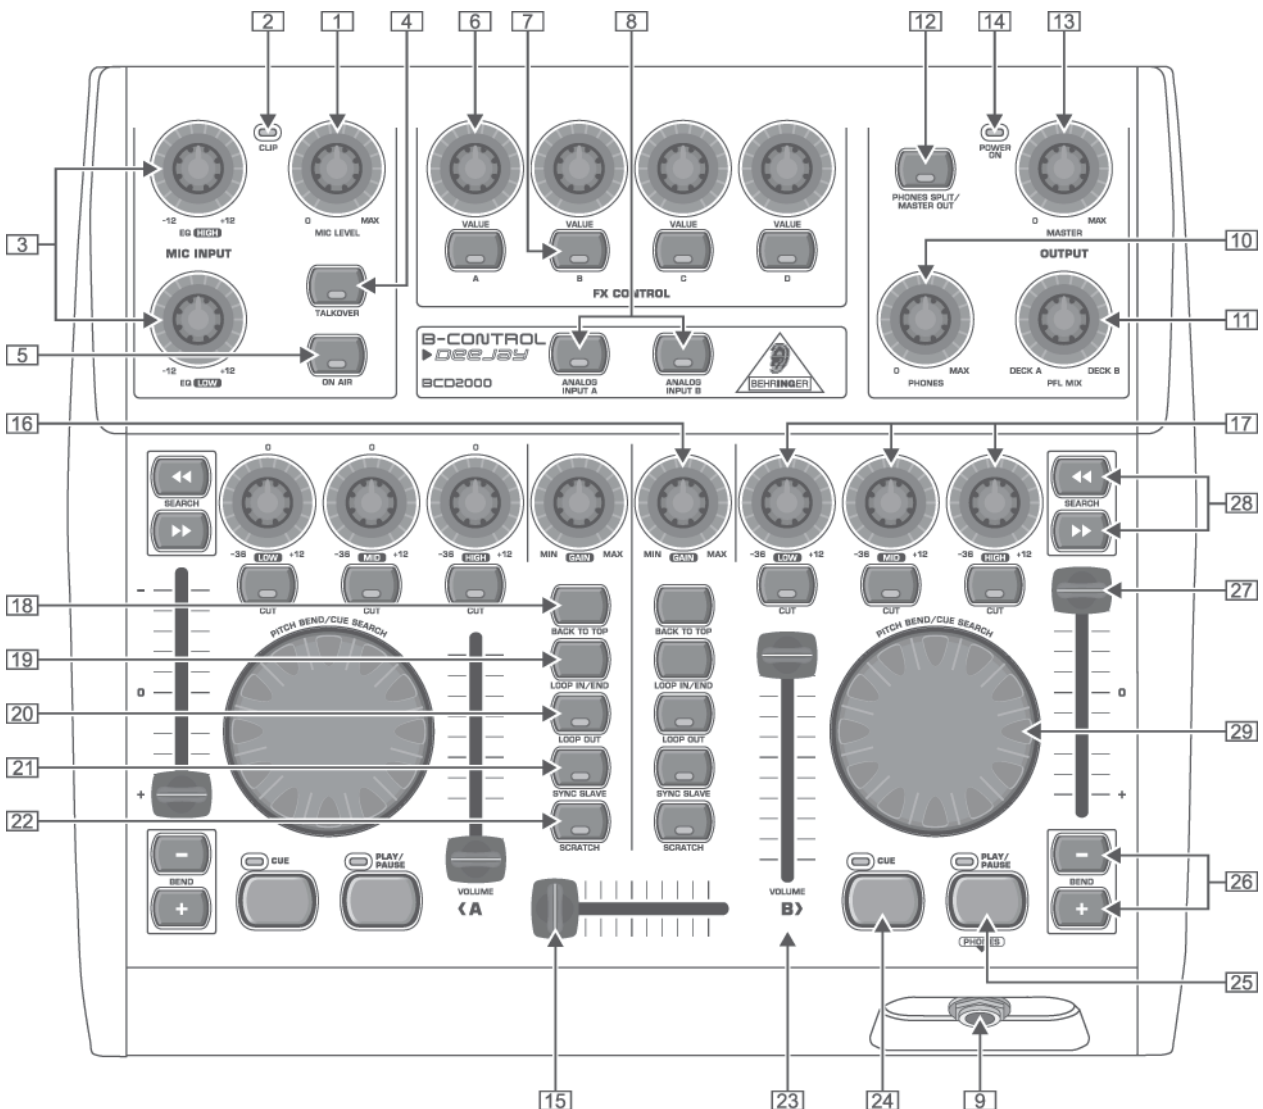 2 1 4 6 7 8 12 14 13
CLIP
POWER ON
-12 +12
EQ HIGH
0 MAX
MIC LEVEL
VALUE VALUE VALUE VALUE
PHONES SPLIT/
MASTER OUT
0 MAX
MASTER
3
MIC INPUT
7
A B C D
FX CONTROL
OUTPUT
10
TALKOVER
4
5
-12 +12
EQ LOW
ON AIR
B-CONTROL
DEEJAY
BCD2000
ANALOG
INPUT A
ANALOG
INPUT B
BEHRINGER
0 MAX
PHONES
DECK A DECK B
PFL MIX
11
16
17
0 0 0
SEARCH
SEARCH
28
-36 LOW +12
-36 MID +12
-36 HIGH +12
MIN GAIN MAX
MIN GAIN MAX
-36 LOW +12
-36 MID +12
-36 HIGH +12
CUT CUT CUT
CUT CUT CUT
27
18
PITCH BEND/CUE SEARCH
BACK TO TOP
BACK TO TOP
PITCH BEND/CUE SEARCH
19
LOOP IN/END
LOOP IN/END
- 0 +
0 +
20
LOOP OUT
LOOP OUT
29
21
SYNC SLAVE
SYNC SLAVE
22
SCRATCH
SCRATCH
-
BEND
+
CUE
PLAY/
PAUSE
VOLUME
<A
VOLUME
B>
CUE
PLAY/
PAUSE
-
BEND
+
26
PHONES
25
15 23 24 9